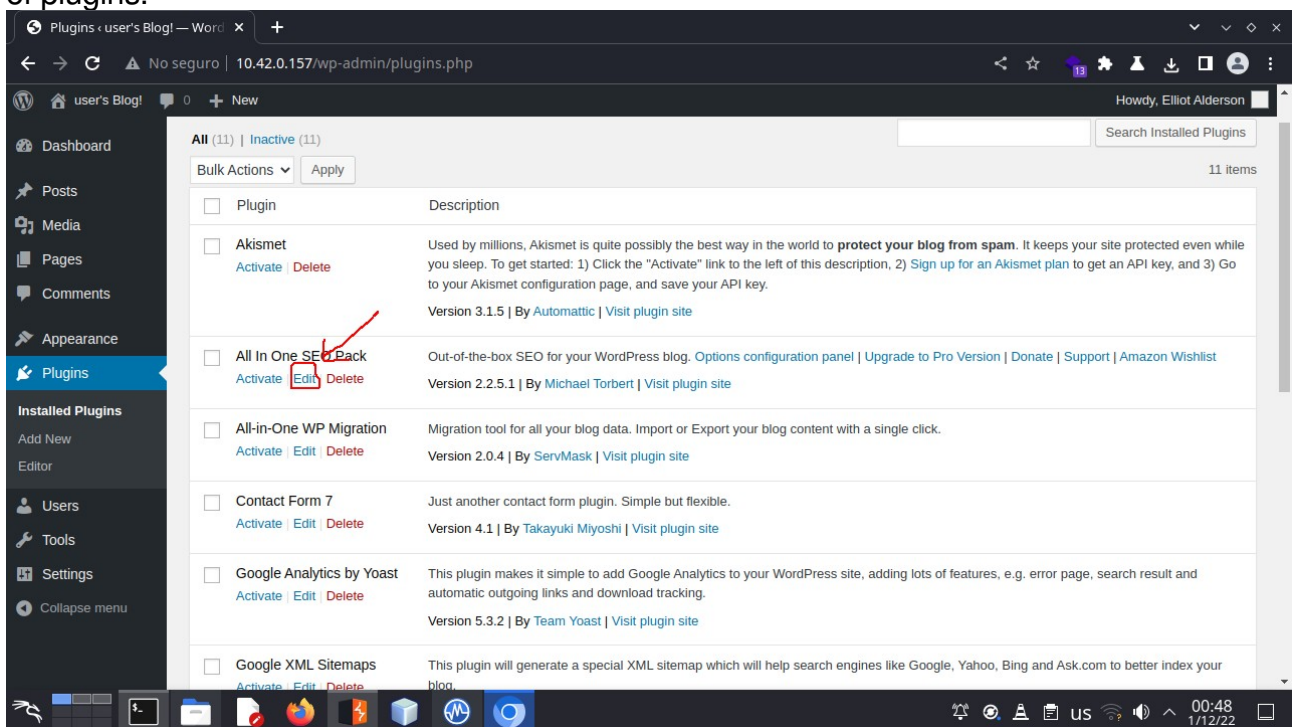 of plugins.
Plugins ‹ user's Blog! — Word
No seguro | 10.42.0.157/wp-admin/plugins.php
13
user's Blog! 0 + New
Howdy, Elliot Alderson
Dashboard
Posts
Media
Pages
Comments
Appearance
Plugins
Installed Plugins
Add New
Editor
Users
Tools
Settings
Collapse menu
All (11) | Inactive (11)
Search Installed Plugins
Bulk Actions Apply
11 items
Plugin Description
Akismet
Activate | Delete
Used by millions, Akismet is quite possibly the best way in the world to protect your blog from spam. It keeps your site protected even while
you sleep. To get started: 1) Click the "Activate" link to the left of this description, 2) Sign up for an Akismet plan to get an API key, and 3) Go
to your Akismet configuration page, and save your API key.
Version 3.1.5 | By Automattic | Visit plugin site
All In One SEO Pack
Activate | Edit | Delete
Out-of-the-box SEO for your WordPress blog. Options configuration panel | Upgrade to Pro Version | Donate | Support | Amazon Wishlist
Version 2.2.5.1 | By Michael Torbert | Visit plugin site
All-in-One WP Migration
Activate | Edit | Delete
Migration tool for all your blog data. Import or Export your blog content with a single click.
Version 2.0.4 | By ServMask | Visit plugin site
Contact Form 7
Activate | Edit | Delete
Just another contact form plugin. Simple but flexible.
Version 4.1 | By Takayuki Miyoshi | Visit plugin site
Google Analytics by Yoast
Activate | Edit | Delete
This plugin makes it simple to add Google Analytics to your WordPress site, adding lots of features, e.g. error page, search result and
automatic outgoing links and download tracking.
Version 5.3.2 | By Team Yoast | Visit plugin site
Google XML Sitemaps
Activate | Edit | Delete
This plugin will generate a special XML sitemap which will help search engines like Google, Yahoo, Bing and Ask.com to better index your
blog.
us
00:48
1/12/22